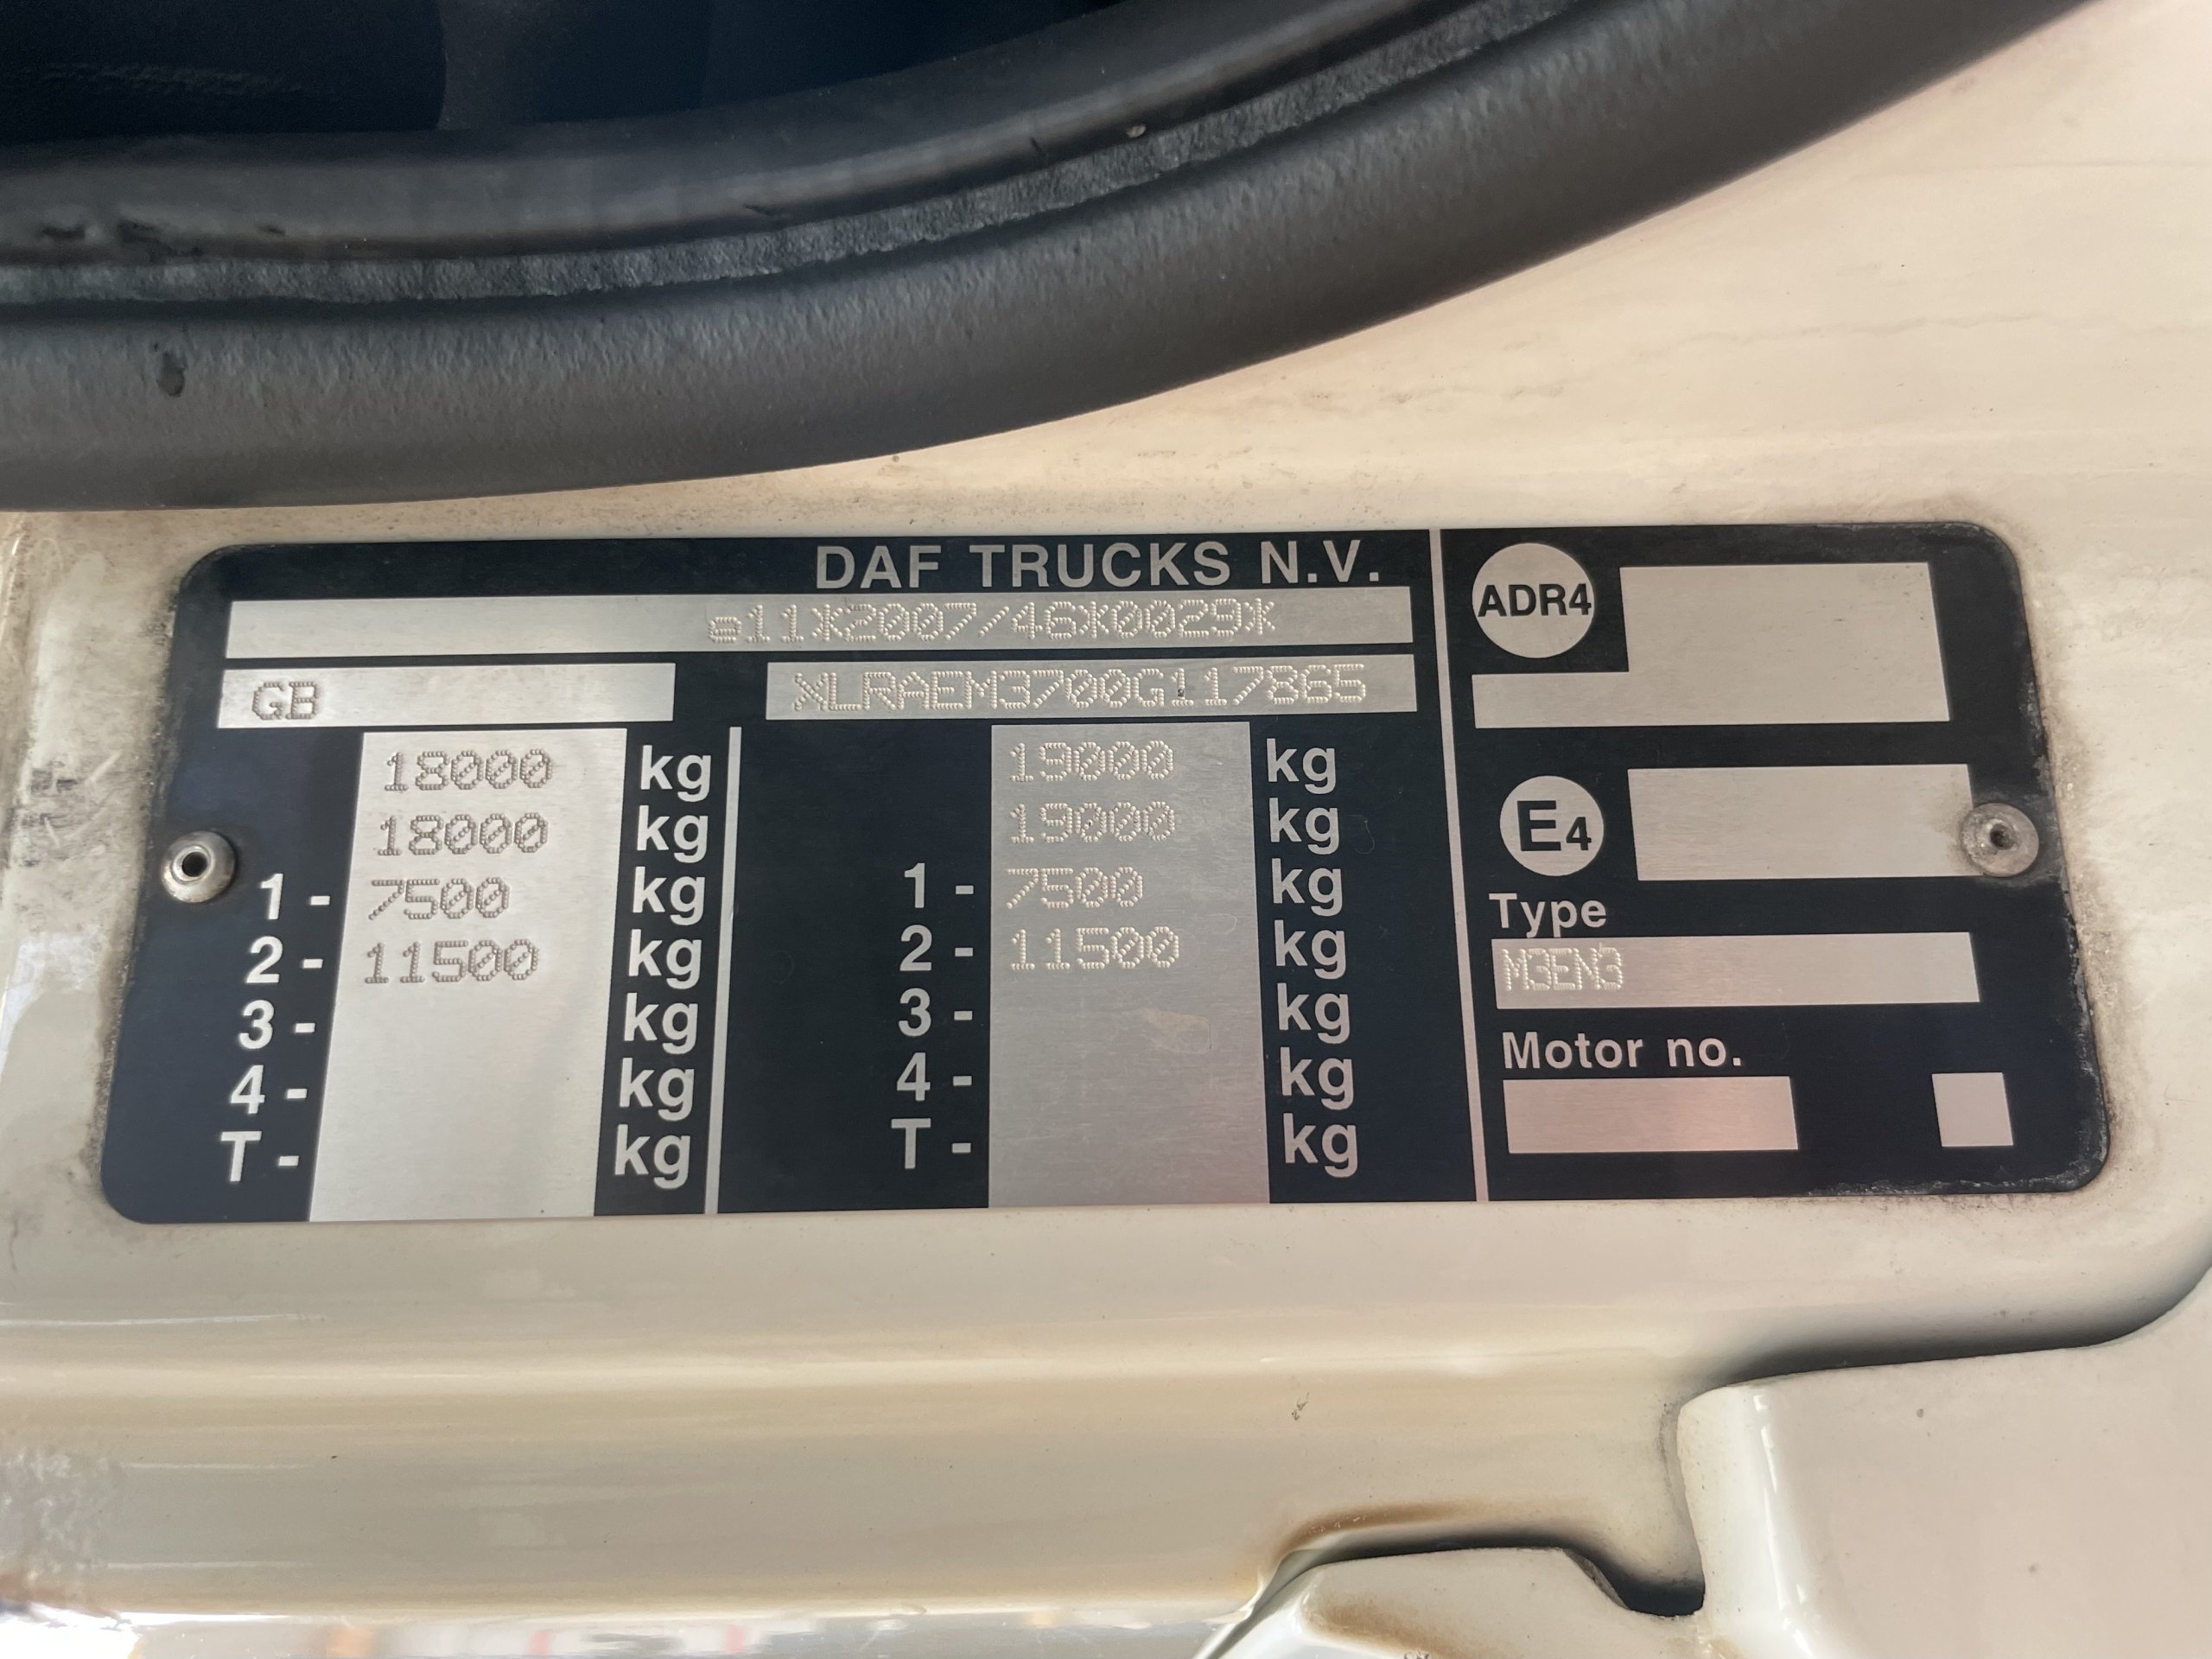 DAF TRUCKS N.V.
e11*2007/46*0029*
GB XLRAEM3700G117865
18000 kg 19000 kg
18000 kg 19000 kg
1- 7500 kg 1- 7500 kg
2- 11500 kg 2- 11500 kg
3- kg 3- kg
4- kg 4- kg
T- kg T- kg
ADR4
E4
Type
M3EN3
Motor no.